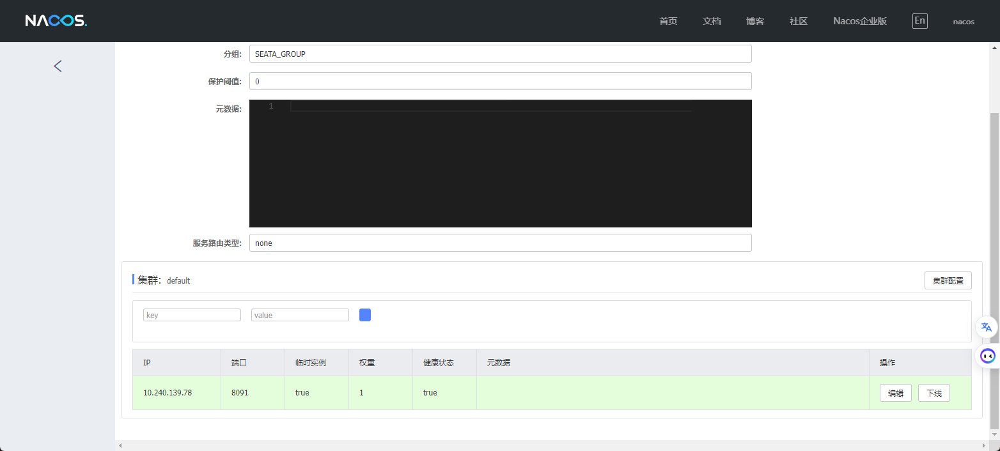 NACOS.
首页 文档 博客 社区 Nacos企业版 En nacos
分组: SEATA_GROUP
保护阈值: 0
元数据: 1
服务路由类型: none
集群: default 集群配置
key value
IP 端口 临时实例 权重 健康状态 元数据 操作
10.240.139.78 8091 true 1 true 编辑 下线